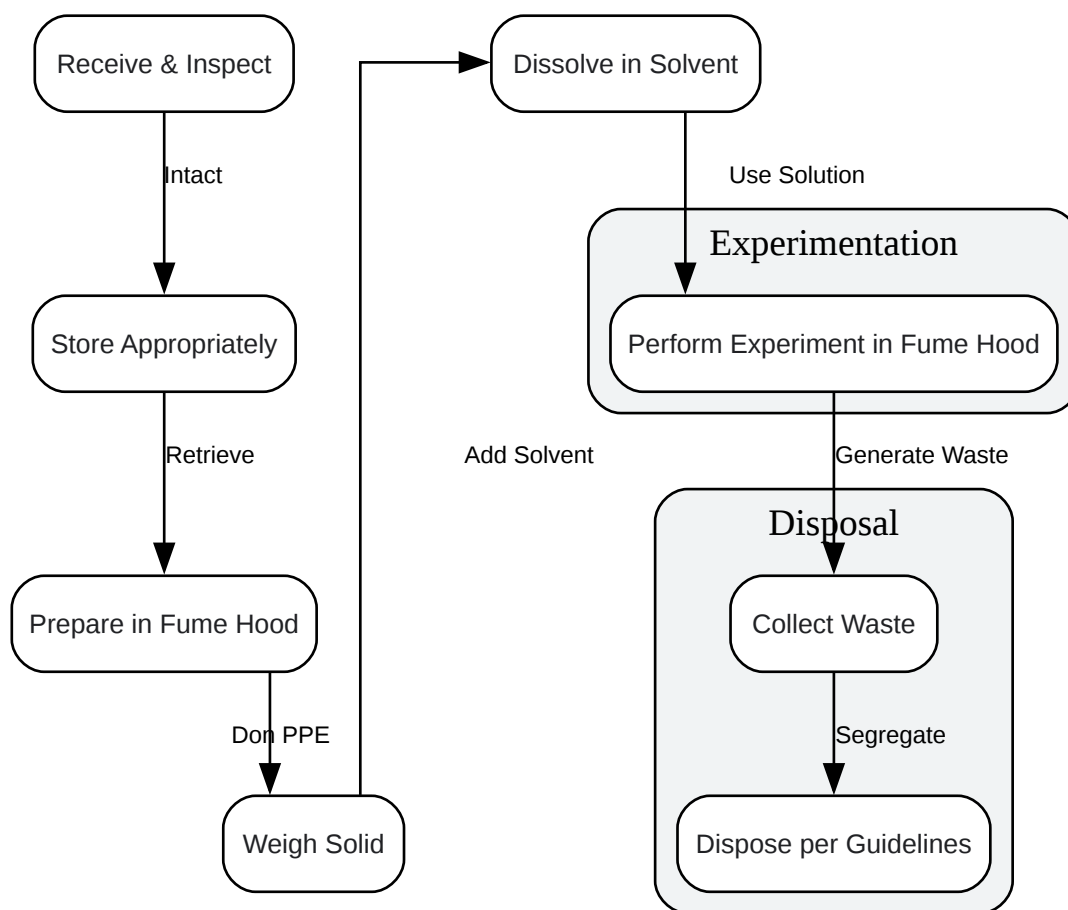 Receive & Inspect
Intact
Store Appropriately
Retrieve
Prepare in Fume Hood
Don PPE
Weigh Solid
Add Solvent
Dissolve in Solvent
Use Solution
Experimentation
Perform Experiment in Fume Hood
Generate Waste
Disposal
Collect Waste
Segregate
Dispose per Guidelines